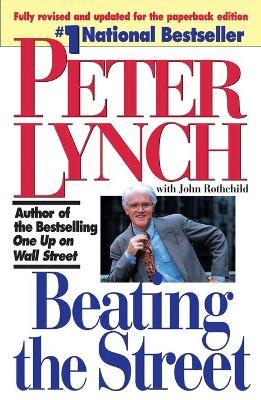 Fully revised and updated for the paperback edition
#1 National Bestseller
PETER
LYNCH
with John Rothchild
Author of
the Bestselling
One Up on
Wall Street
Beating
the Street